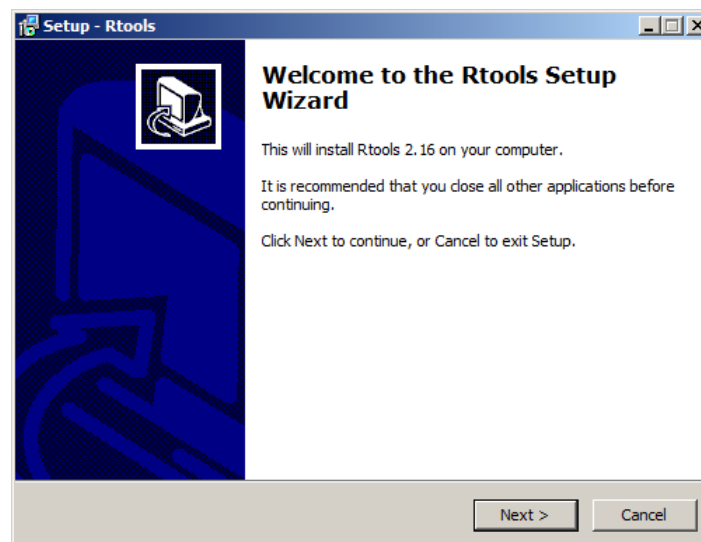 Setup - Rtools
Welcome to the Rtools Setup
Wizard
This will install Rtools 2.16 on your computer.
It is recommended that you close all other applications before
continuing.
Click Next to continue, or Cancel to exit Setup.
Next >
Cancel